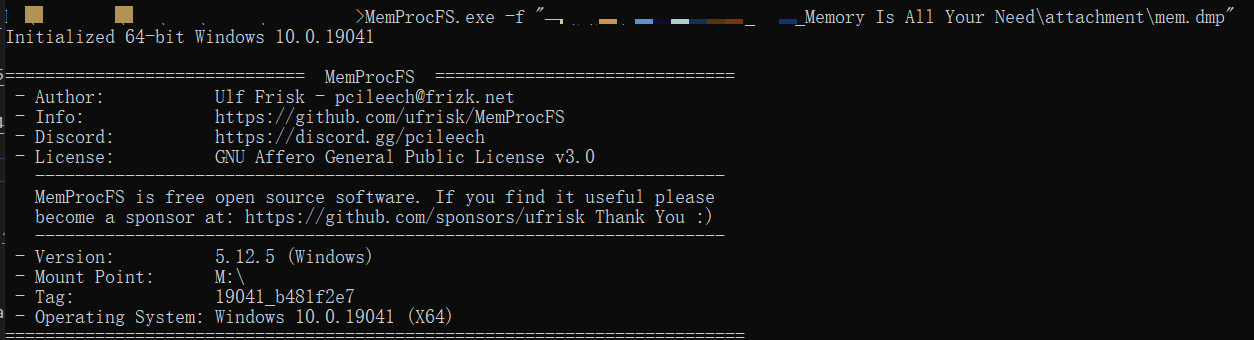 >MemProcFS.exe -f "一 _ _Memory Is All Your Need\attachment\mem.dmp"
Initialized 64-bit Windows 10.0.19041
============================== MemProcFS ==============================
- Author: Ulf Frisk - pcileech@frizk.net
- Info: https://github.com/ufrisk/MemProcFS
- Discord: https://discord.gg/pcileech
- License: GNU Affero General Public License v3.0
---------------------------------------------------------------------
MemProcFS is free open source software. If you find it useful please
become a sponsor at: https://github.com/sponsors/ufrisk Thank You :)
---------------------------------------------------------------------
- Version: 5.12.5 (Windows)
- Mount Point: M:\
- Tag: 19041_b481f2e7
- Operating System: Windows 10.0.19041 (X64)
==========================================================================